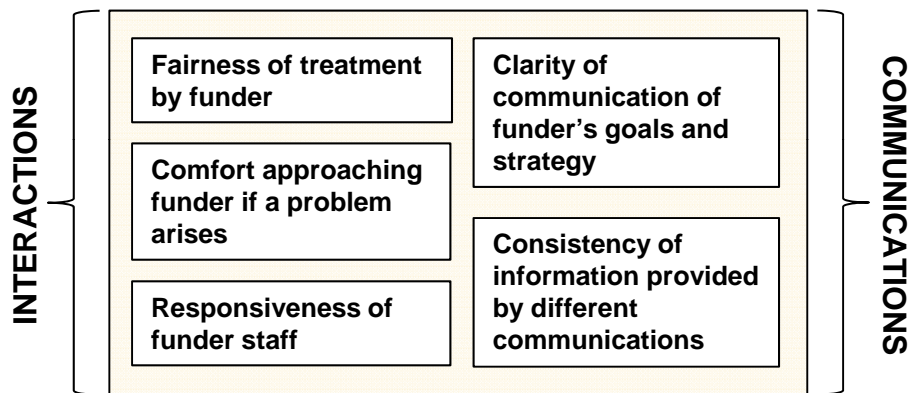 INTERACTIONS
Fairness of treatment
by funder
Comfort approaching
funder if a problem
arises
Responsiveness of
funder staff
Clarity of
communication of
funder’s goals and
strategy
Consistency of
information provided
by different
communications
COMMUNICATIONS